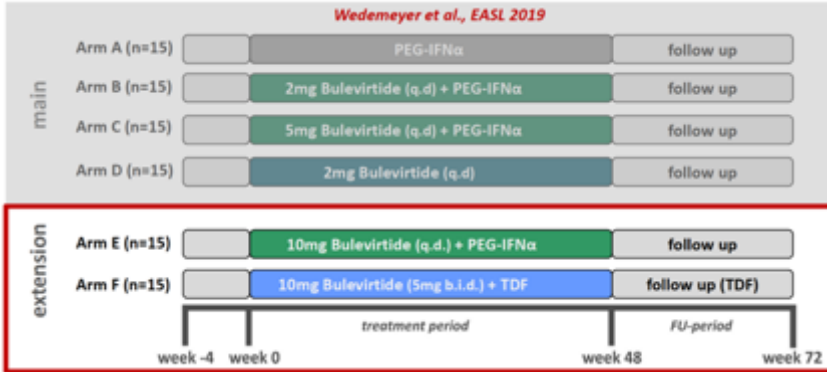 Wedemeyer et al., EASL 2019
main
Arm A (n=15) PEG-IFNα follow up
Arm B (n=15) 2mg Bulevirtide (q.d) + PEG-IFNα follow up
Arm C (n=15) 5mg Bulevirtide (q.d) + PEG-IFNα follow up
Arm D (n=15) 2mg Bulevirtide (q.d) follow up
extension
Arm E (n=15) 10mg Bulevirtide (q.d.) + PEG-IFNα follow up
Arm F (n=15) 10mg Bulevirtide (5mg b.i.d.) + TDF follow up (TDF)
treatment period FU-period
week -4 week 0 week 48 week 72